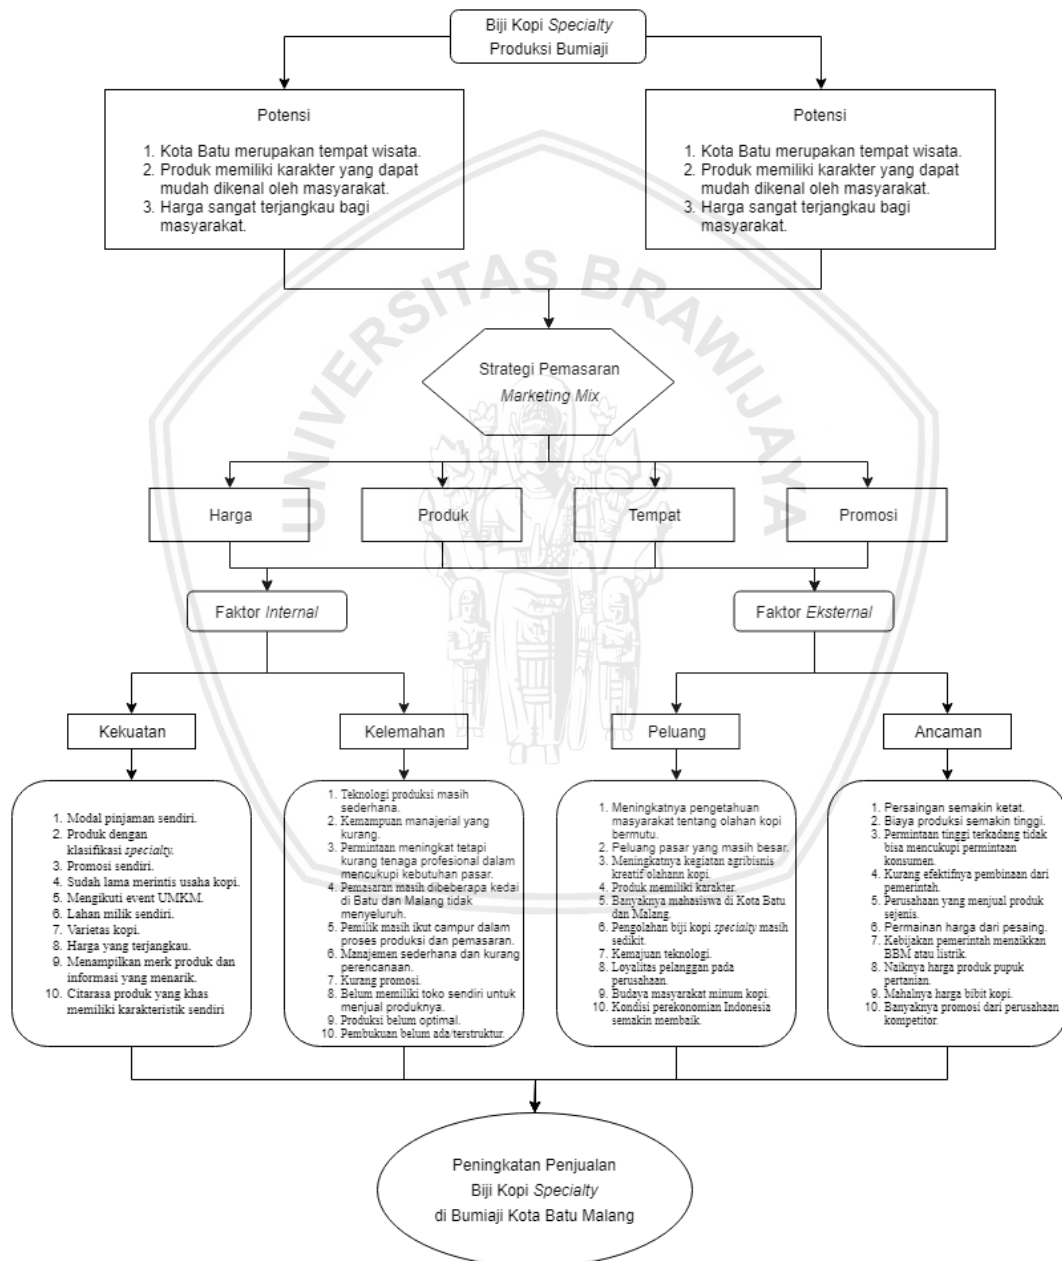 Biji Kopi Specialty
Produksi Bumiaji
Potensi
1. Kota Batu merupakan tempat wisata.
2. Produk memiliki karakter yang dapat
mudah dikenal oleh masyarakat.
3. Harga sangat terjangkau bagi
masyarakat.
Potensi
1. Kota Batu merupakan tempat wisata.
2. Produk memiliki karakter yang dapat
mudah dikenal oleh masyarakat.
3. Harga sangat terjangkau bagi
masyarakat.
UNIVERSITAS BRAWIJAYA
Strategi Pemasaran
Marketing Mix
Harga
Produk
Tempat
Promosi
Faktor Internal
Faktor Eksternal
Kekuatan
Kelemahan
Peluang
Ancaman
1. Modal pinjaman sendiri.
2. Produk dengan
klasifikasi specialty.
3. Promosi sendiri.
4. Sudah lama merintis usaha kopi.
5. Mengikuti event UMKM.
6. Lahan milik sendiri.
7. Varietas kopi.
8. Harga yang terjangkau.
9. Menampilkan merk produk dan
informasi yang menarik.
10. Citarasa produk yang khas
memiliki karakteristik sendiri
1. Teknologi produksi masih
sederhana.
2. Kemampuan manajerial yang
kurang.
3. Permintaan meningkat tetapi
kurang tenaga profesional dalam
mencukupi kebutuhan pasar.
4. Pemasaran masih dibeberapa kedai
di Batu dan Malang tidak
menyeluruh.
5. Pemilik masih ikut campur dalam
proses produksi dan pemasaran.
6. Manajemen sederhana dan kurang
perencanaan.
7. Kurang promosi.
8. Belum memiliki toko sendiri untuk
menjual produknya.
9. Produksi belum optimal.
10. Pembukuan belum ada/terstruktur.
1. Meningkatnya pengetahuan
masyarakat tentang olahan kopi
bermutu.
2. Peluang pasar yang masih besar.
3. Meningkatnya kegiatan agribisnis
kreatif olahann kopi.
4. Produk memiliki karakter.
5. Banyaknya mahasiswa di Kota Batu
dan Malang.
6. Pengolahan biji kopi specialty masih
sedikit.
7. Kemajuan teknologi.
8. Loyalitas pelanggan pada
perusahaan.
9. Budaya masyarakat minum kopi.
10. Kondisi perekonomian Indonesia
semakin membaik.
1. Persaingan semakin ketat.
2. Biaya produksi semakin tinggi.
3. Permintaan tinggi terkadang tidak
bisa mencukupi permintaan
konsumen.
4. Kurang efektifnya pembinaan dari
pemerintah.
5. Perusahaan yang menjual produk
sejenis.
6. Permainan harga dari pesaing.
7. Kebijakan pemerintah menaikkan
BBM atau listrik.
8. Naiknya harga produk pupuk
pertanian.
9. Mahalnya harga bibit kopi.
10. Banyaknya promosi dari perusahaan
kompetitor.
Peningkatan Penjualan
Biji Kopi Specialty
di Bumiaji Kota Batu Malang